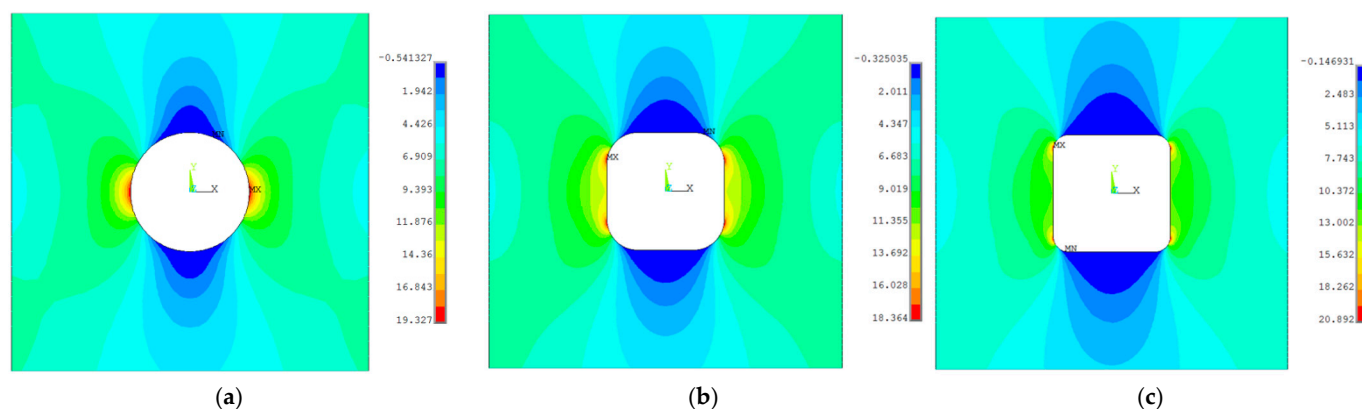 -0.541327
1.942
4.426
6.909
9.393
11.876
14.36
16.843
19.327
MN
Y
Z X
MX
(a)
-0.325035
2.011
4.347
6.683
9.019
11.355
13.692
16.028
18.364
MN
MX
Y
Z X
(b)
-0.146931
2.483
5.113
7.743
10.372
13.002
15.632
18.262
20.892
MX
Y
Z X
MN
(c)